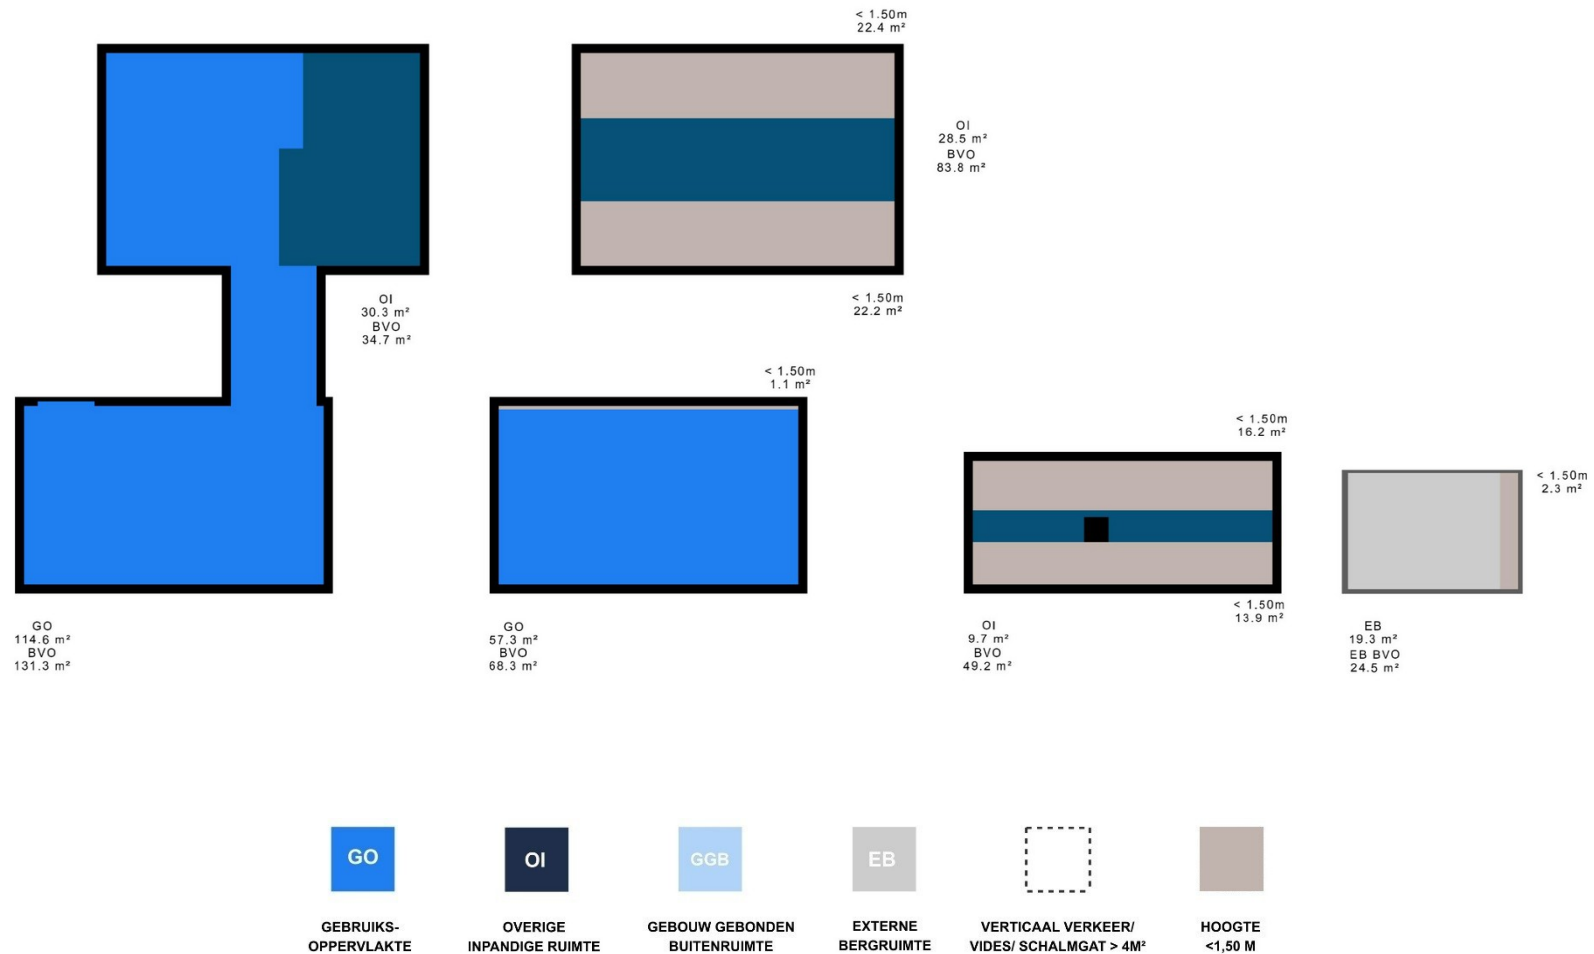 < 1.50m
22.4 m²
OI
28.5 m²
BVO
83.8 m²
OI
30.3 m²
BVO
34.7 m²
< 1.50m
22.2 m²
< 1.50m
1.1 m²
< 1.50m
16.2 m²
< 1.50m
2.3 m²
< 1.50m
13.9 m²
GO
114.6 m²
BVO
131.3 m²
GO
57.3 m²
BVO
68.3 m²
OI
9.7 m²
BVO
49.2 m²
EB
19.3 m²
EB BVO
24.5 m²
GO
OI
GGB
EB
GEBRUIKS-
OPPERVLAKTE
OVERIGE
INPANDIGE RUIMTE
GEBOUW GEBONDEN
BUITENRUIMTE
EXTERNE
BERGRUIMTE
VERTICAAL VERKEER/
VIDES/ SCHALMGAT > 4M²
HOOGTE
<1,50 M